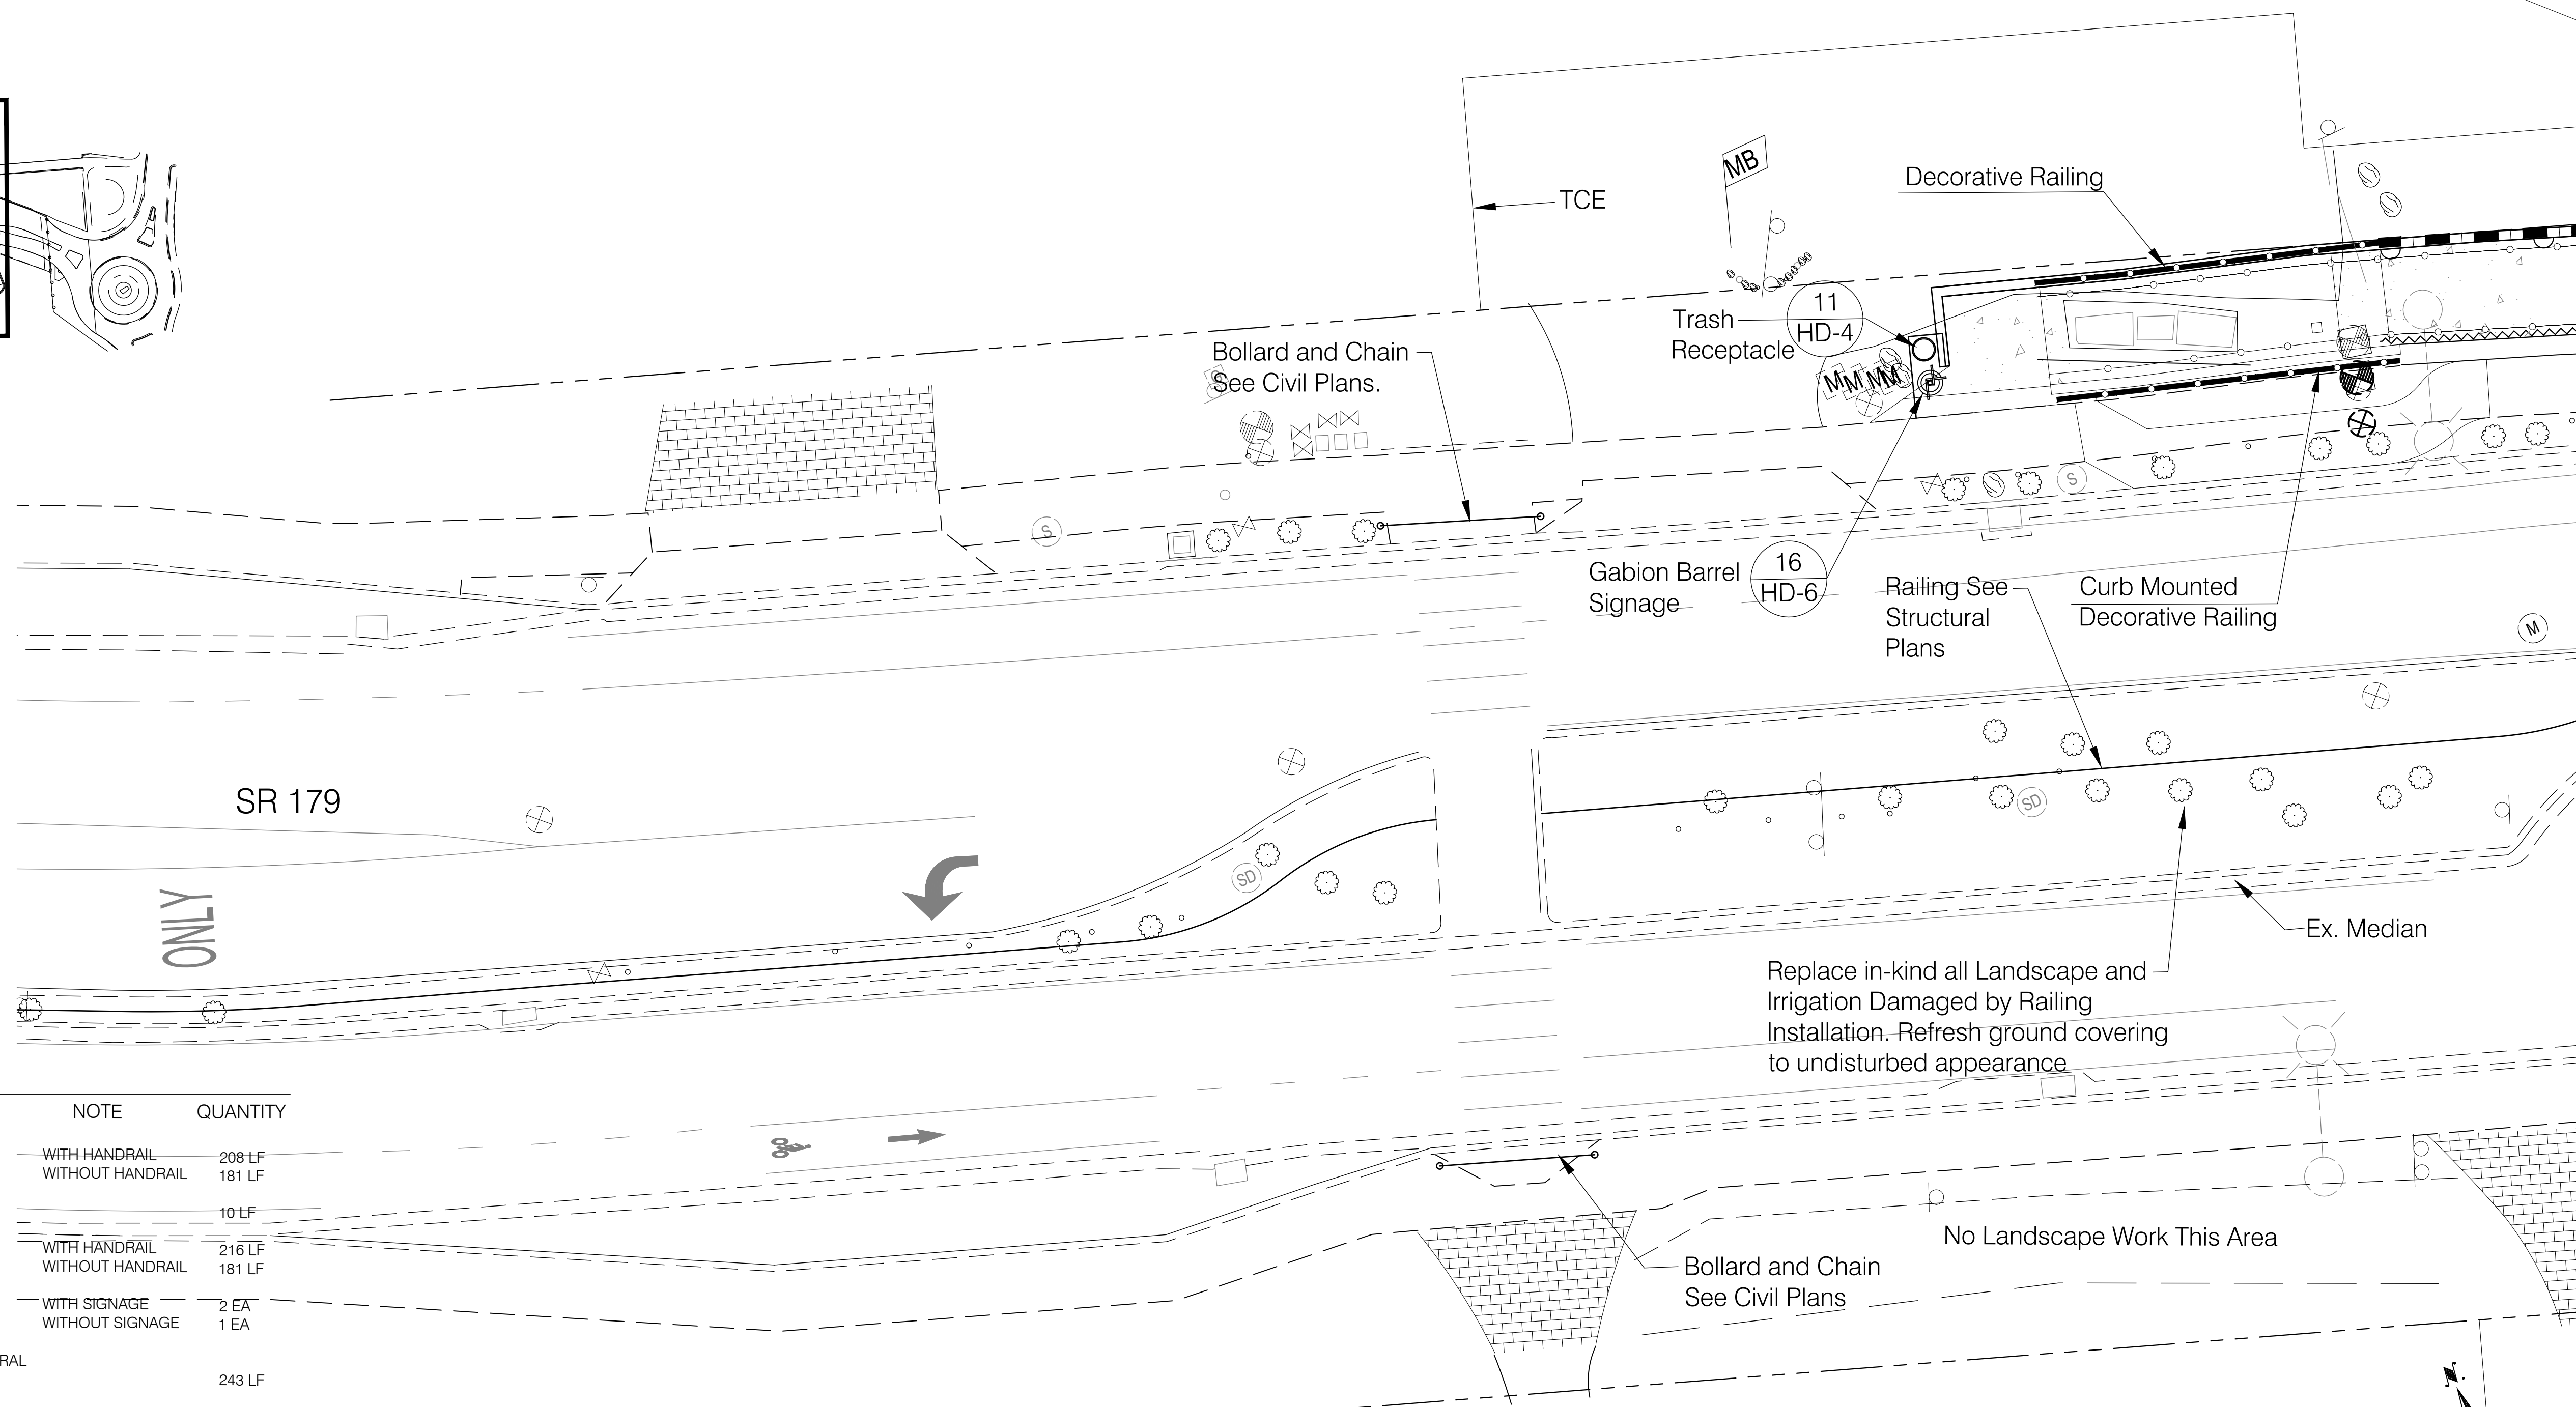 MB
TCE
Decorative Railing
11
HD-4
Trash
Receptacle
Bollard and Chain
See Civil Plans.
M
M
M
M
S
S
16
HD-6
Gabion Barrel
Signage
Railing See
Structural
Plans
Curb Mounted
Decorative Railing
M
SR 179
ONLY
SD
SD
Ex. Median
Replace in-kind all Landscape and
Irrigation Damaged by Railing
Installation. Refresh ground covering
to undisturbed appearance
NOTE QUANTITY
WITH HANDRAIL 208 LF
WITHOUT HANDRAIL 181 LF
10 LF
WITH HANDRAIL 216 LF
WITHOUT HANDRAIL 181 LF
WITH SIGNAGE 2 EA
WITHOUT SIGNAGE 1 EA
RAL
243 LF
No Landscape Work This Area
Bollard and Chain
See Civil Plans
N.